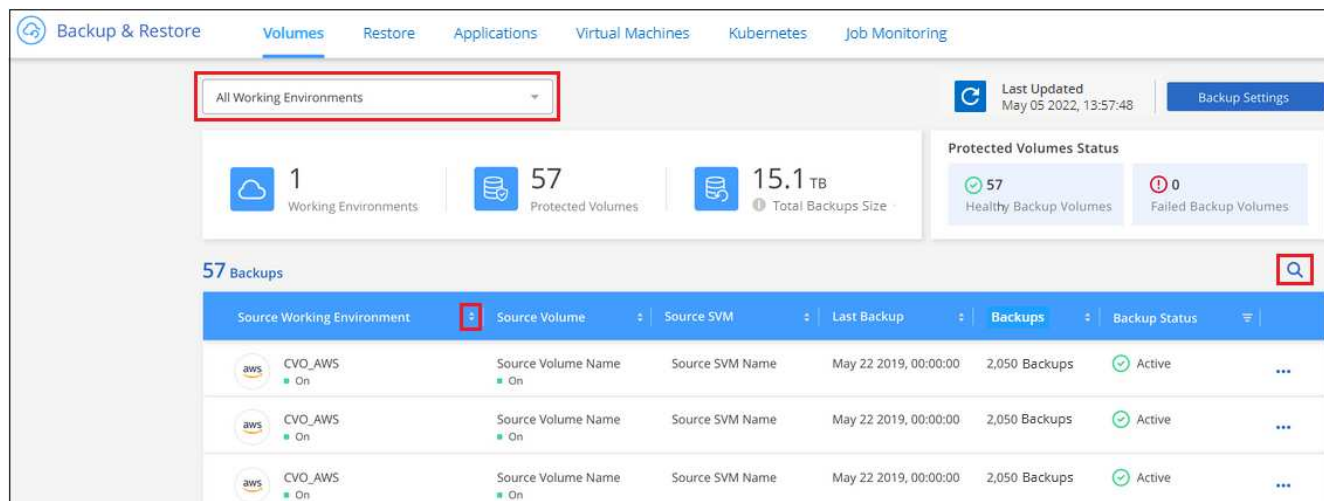 Backup & Restore Volumes Restore Applications Virtual Machines Kubernetes Job Monitoring
All Working Environments
Last Updated
May 05 2022, 13:57:48
Backup Settings
1
Working Environments
57
Protected Volumes
15.1 TB
Total Backups Size
Protected Volumes Status
57
Healthy Backup Volumes
0
Failed Backup Volumes
57 Backups
Source Working Environment Source Volume Source SVM Last Backup Backups Backup Status
aws CVO_AWS Source Volume Name Source SVM Name May 22 2019, 00:00:00 2,050 Backups Active
On On
aws CVO_AWS Source Volume Name Source SVM Name May 22 2019, 00:00:00 2,050 Backups Active
On On
aws CVO_AWS Source Volume Name Source SVM Name May 22 2019, 00:00:00 2,050 Backups Active
On On